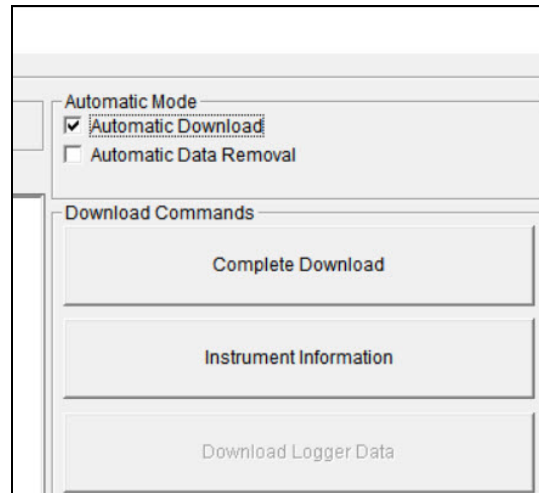 Automatic Mode
Automatic Download
Automatic Data Removal
Download Commands
Complete Download
Instrument Information
Download Logger Data